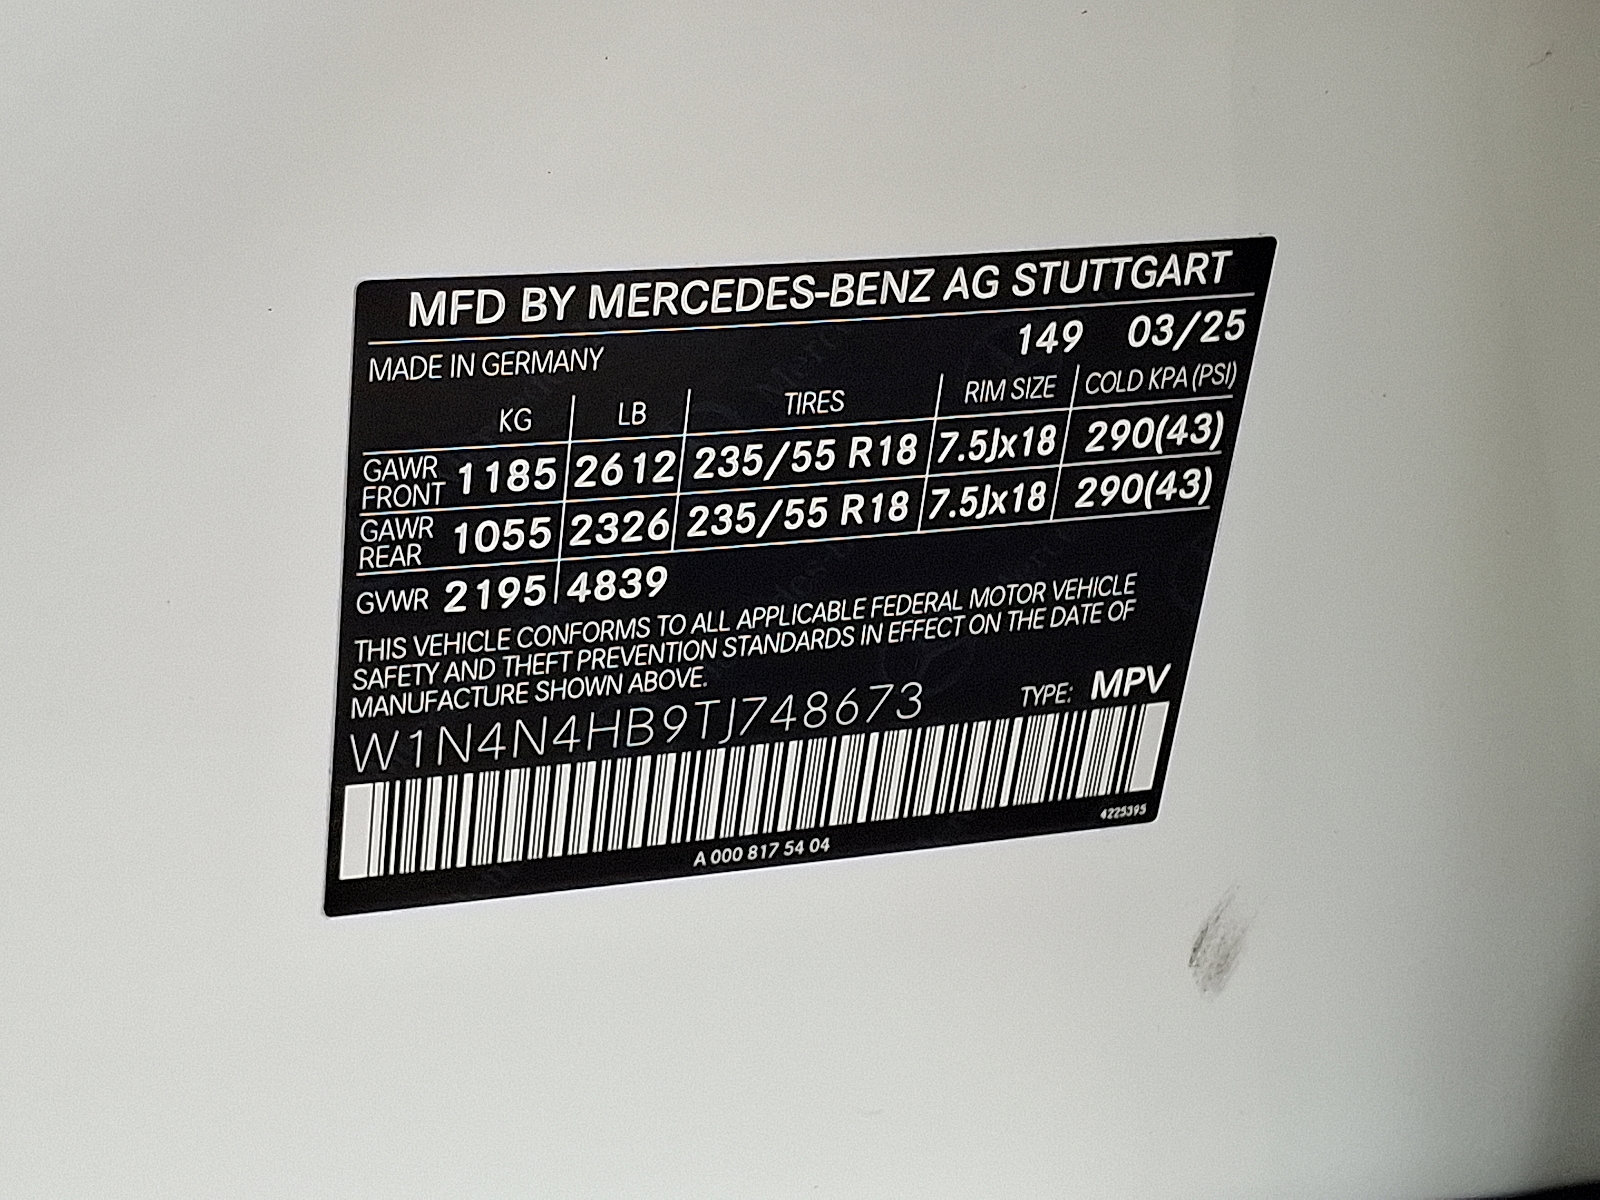 MFD BY MERCEDES-BENZ AG STUTTGART
MADE IN GERMANY 149 03/25
KG LB TIRES RIM SIZE COLD KPA (PSI)
GAWR FRONT 1185 2612 235/55 R18 7.5Jx18 290(43)
GAWR REAR 1055 2326 235/55 R18 7.5Jx18 290(43)
GVWR 2195 4839
THIS VEHICLE CONFORMS TO ALL APPLICABLE FEDERAL MOTOR VEHICLE
SAFETY AND THEFT PREVENTION STANDARDS IN EFFECT ON THE DATE OF
MANUFACTURE SHOWN ABOVE.
W1N4N4HB9TJ748673 TYPE: MPV
A 000 817 54 04 4225395